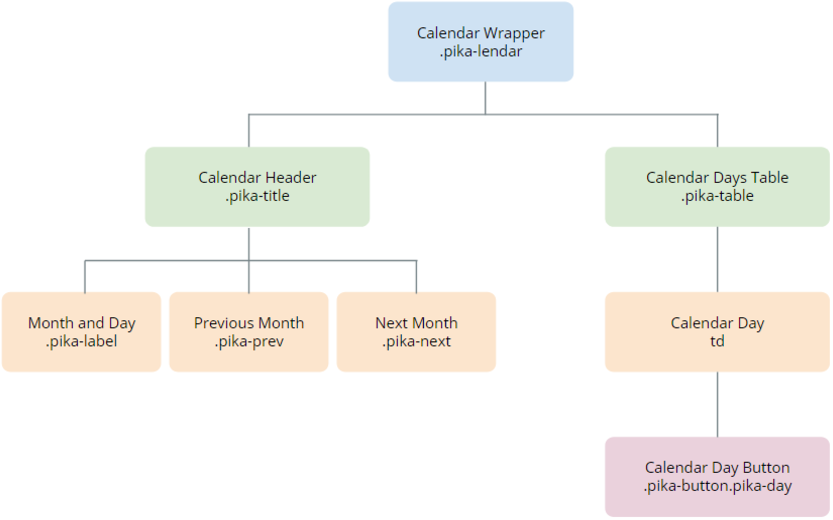 Calendar Wrapper
.pika-lendar
Calendar Header
.pika-title
Calendar Days Table
.pika-table
Month and Day
.pika-label
Previous Month
.pika-prev
Next Month
.pika-next
Calendar Day
td
Calendar Day Button
.pika-button.pika-day